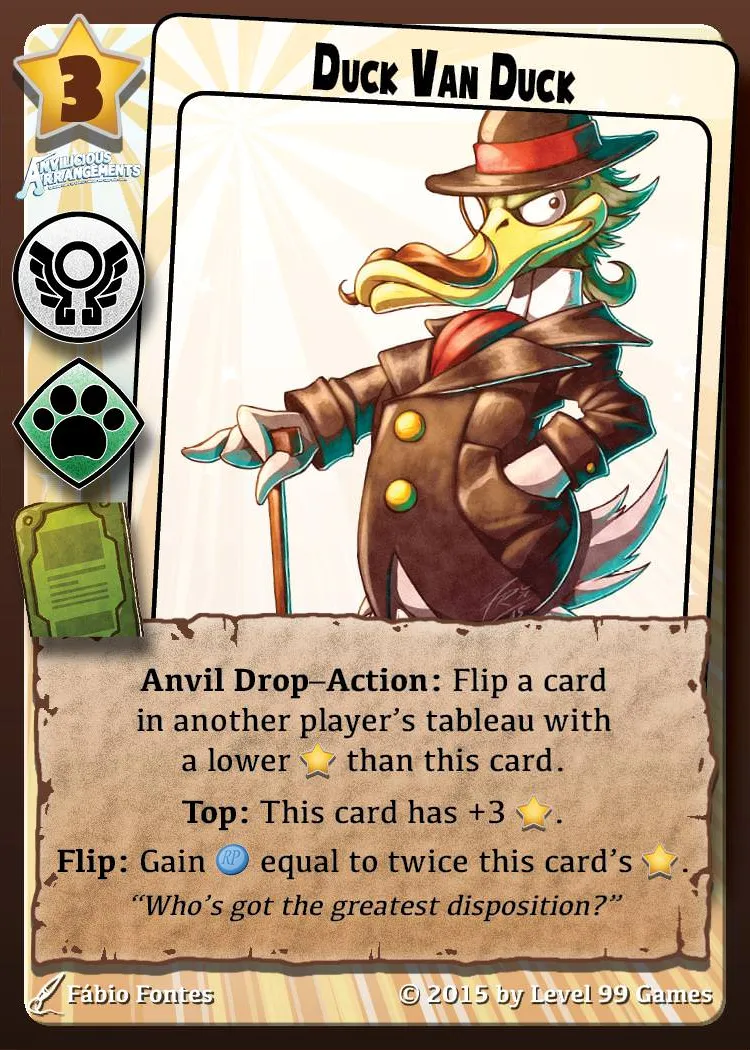 3
Duck Van Duck
Anvilicious
Arrangements
Anvil Drop–Action: Flip a card
in another player's tableau with
a lower than this card.
Top: This card has +3 .
Flip: Gain RP equal to twice this card's .
“Who's got the greatest disposition?”
Fábio Fontes
© 2015 by Level 99 Games